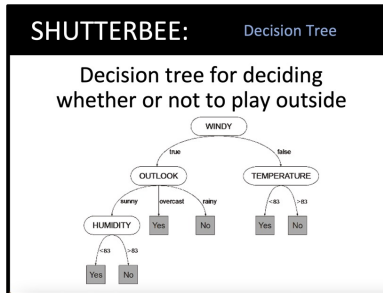 SHUTTERBEE: Decision Tree
Decision tree for deciding
whether or not to play outside
WINDY
true false
OUTLOOK TEMPERATURE
sunny overcast rainy <83 >83
HUMIDITY Yes No Yes No
<83 >83
Yes No